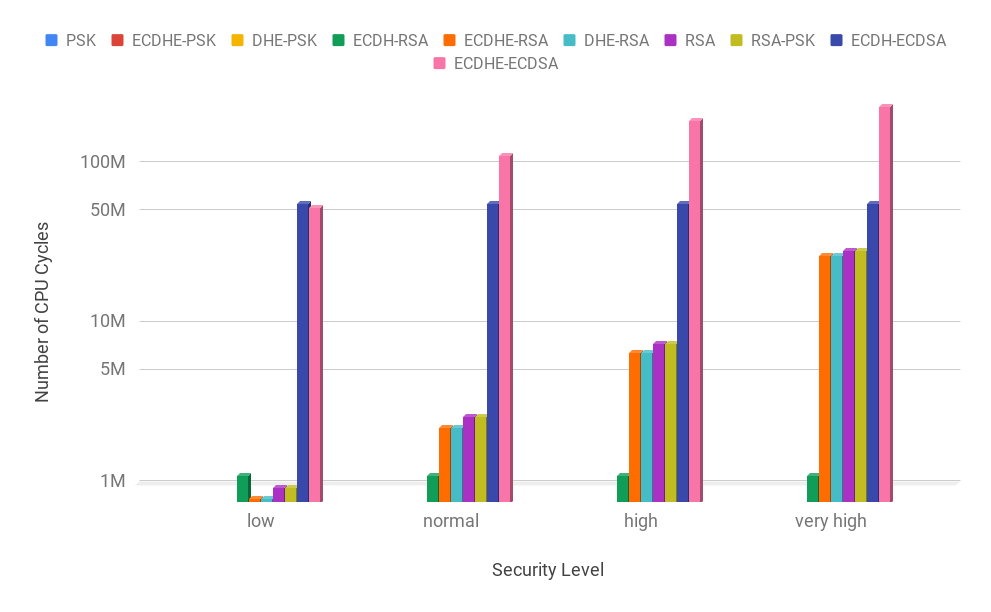 PSK ECDHE-PSK DHE-PSK ECDH-RSA ECDHE-RSA DHE-RSA RSA RSA-PSK ECDH-ECDSA
ECDHE-ECDSA
100M
50M
10M
5M
1M
Number of CPU Cycles
low normal high very high
Security Level